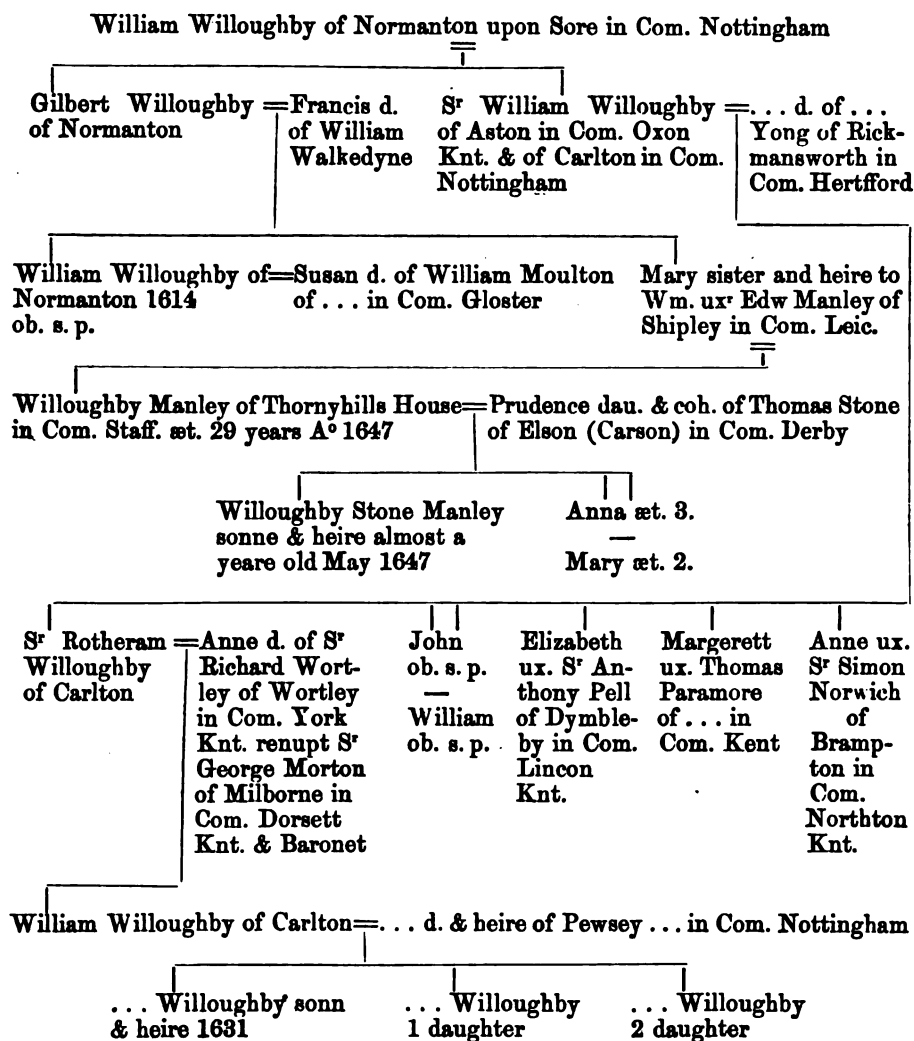 William Willoughby of Normanton upon Sore in Com. Nottingham
Gilbert Willoughby
of Normanton
=Francis d.
of William
Walkedyne
Sr William Willoughby
of Aston in Com. Oxon
Knt. & of Carlton in Com.
Nottingham
=. . . d. of . . .
Yong of Rick-
mansworth in
Com. Hertfford
William Willoughby of
Normanton 1614
ob. s. p.
=Susan d. of William Moulton
of . . . in Com. Gloster
Mary sister and heire to
Wm. uxr Edw Manley of
Shipley in Com. Leic.
Willoughby Manley of Thornyhills House
in Com. Staff. æt. 29 years Ao 1647
=Prudence dau. & coh. of Thomas Stone
of Elson (Carson) in Com. Derby
Willoughby Stone Manley
sonne & heire almost a
yeare old May 1647
Anna æt. 3.
—
Mary æt. 2.
Sr Rotheram
Willoughby
of Carlton
=Anne d. of Sr
Richard Wort-
ley of Wortley
in Com. York
Knt. renupt Sr
George Morton
of Milborne in
Com. Dorsett
Knt. & Baronet
John
ob. s. p.
—
William
ob. s. p.
Elizabeth
ux. Sr An-
thony Pell
of Dymble-
by in Com.
Lincon
Knt.
Margerett
ux. Thomas
Paramore
of . . . in
Com. Kent
Anne ux.
Sr Simon
Norwich
of
Bramp-
ton in
Com.
Northton
Knt.
William Willoughby of Carlton=. . . d. & heire of Pewsey . . . in Com. Nottingham
. . . Willoughby sonn
& heire 1631
. . . Willoughby
1 daughter
. . . Willoughby
2 daughter